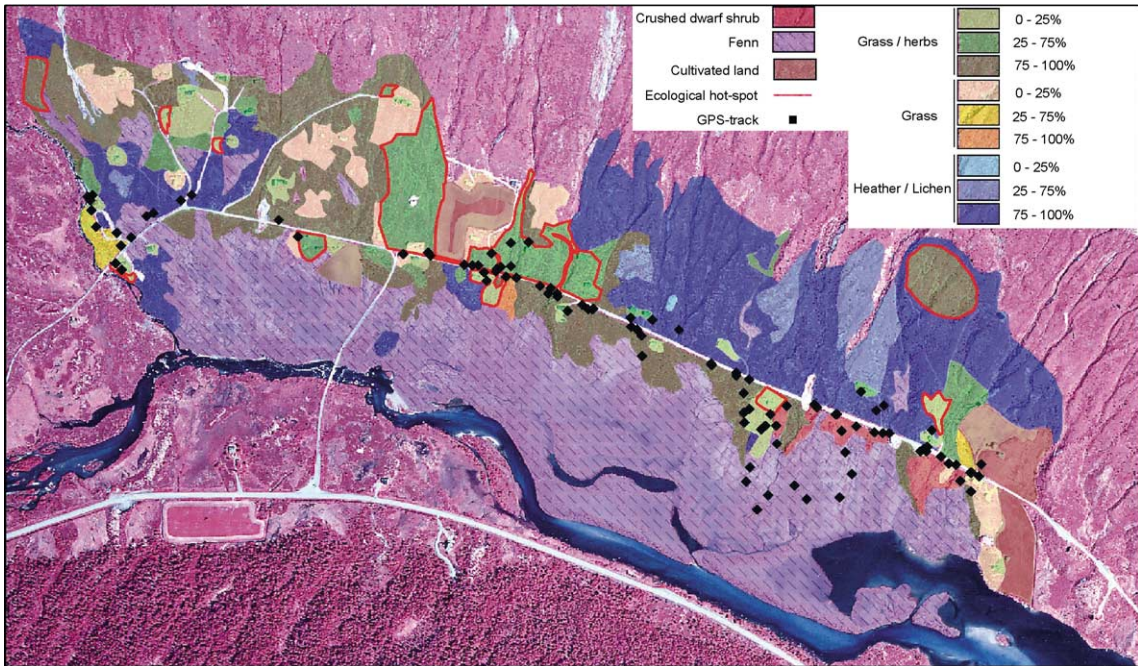 Crushed dwarf shrub
Fenn
Cultivated land
Ecological hot-spot
GPS-track
Grass / herbs
0 - 25%
25 - 75%
75 - 100%
Grass
0 - 25%
25 - 75%
75 - 100%
Heather / Lichen
0 - 25%
25 - 75%
75 - 100%